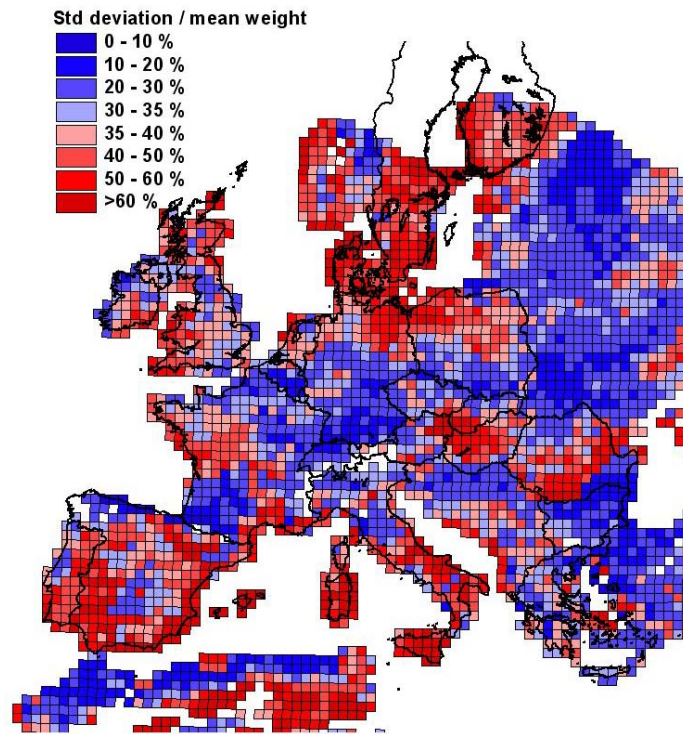 Std deviation / mean weight
0 - 10 %
10 - 20 %
20 - 30 %
30 - 35 %
35 - 40 %
40 - 50 %
50 - 60 %
>60 %